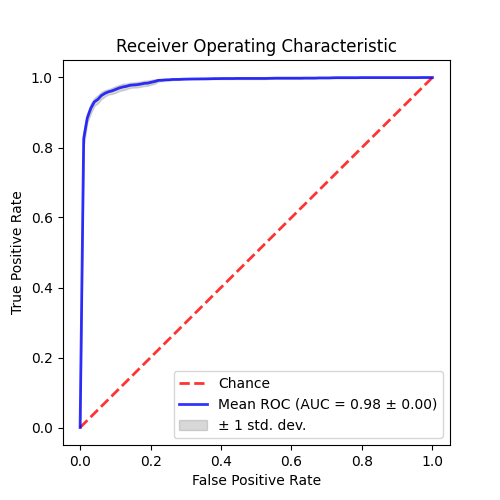 Receiver Operating Characteristic
1.0
0.8
0.6
0.4
0.2
0.0
True Positive Rate
Chance
Mean ROC (AUC = 0.98 ± 0.00)
± 1 std. dev.
0.0 0.2 0.4 0.6 0.8 1.0
False Positive Rate